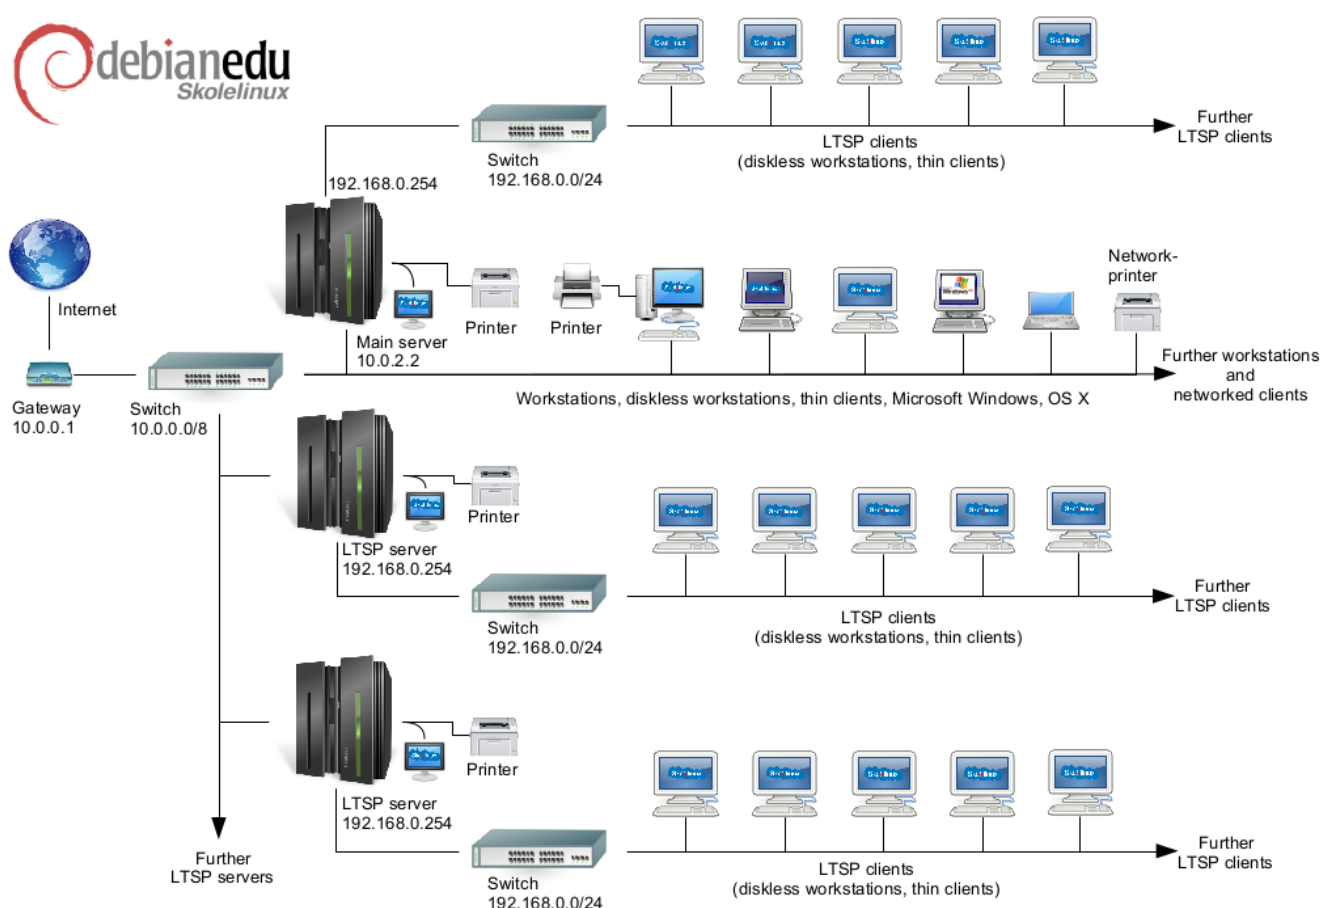 debianedu
Skolelinux
Further
LTSP clients
LTSP clients
(diskless workstations, thin clients)
Switch
192.168.0.0/24
192.168.0.254
Internet
Printer
Printer
Network-
printer
Main server
10.0.2.2
Windows
Further workstations
and
networked clients
Gateway
10.0.0.1
Switch
10.0.0.0/8
Workstations, diskless workstations, thin clients, Microsoft Windows, OS X
Printer
LTSP server
192.168.0.254
Switch
192.168.0.0/24
LTSP clients
(diskless workstations, thin clients)
Further
LTSP clients
Printer
LTSP server
192.168.0.254
Further
LTSP servers
Switch
192.168.0.0/24
LTSP clients
(diskless workstations, thin clients)
Further
LTSP clients